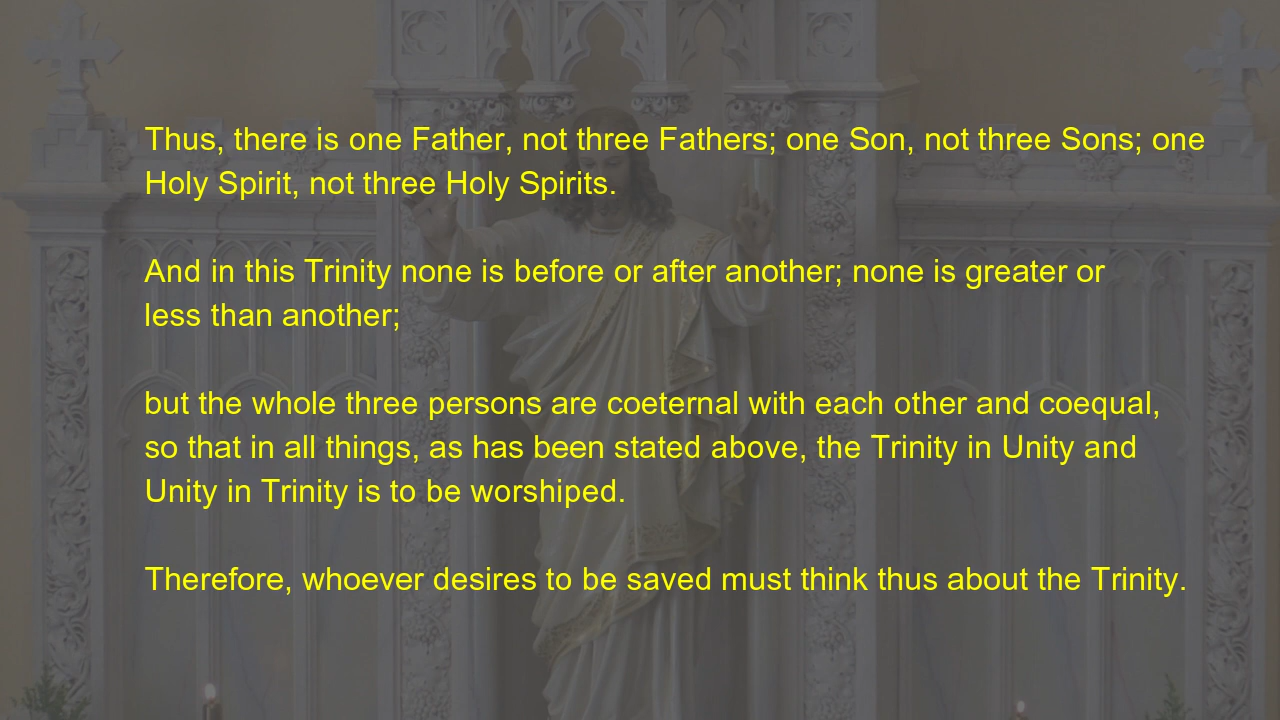 Thus, there is one Father, not three Fathers; one Son, not three Sons; one
Holy Spirit, not three Holy Spirits.
And in this Trinity none is before or after another; none is greater or
less than another;
but the whole three persons are coeternal with each other and coequal,
so that in all things, as has been stated above, the Trinity in Unity and
Unity in Trinity is to be worshiped.
Therefore, whoever desires to be saved must think thus about the Trinity.